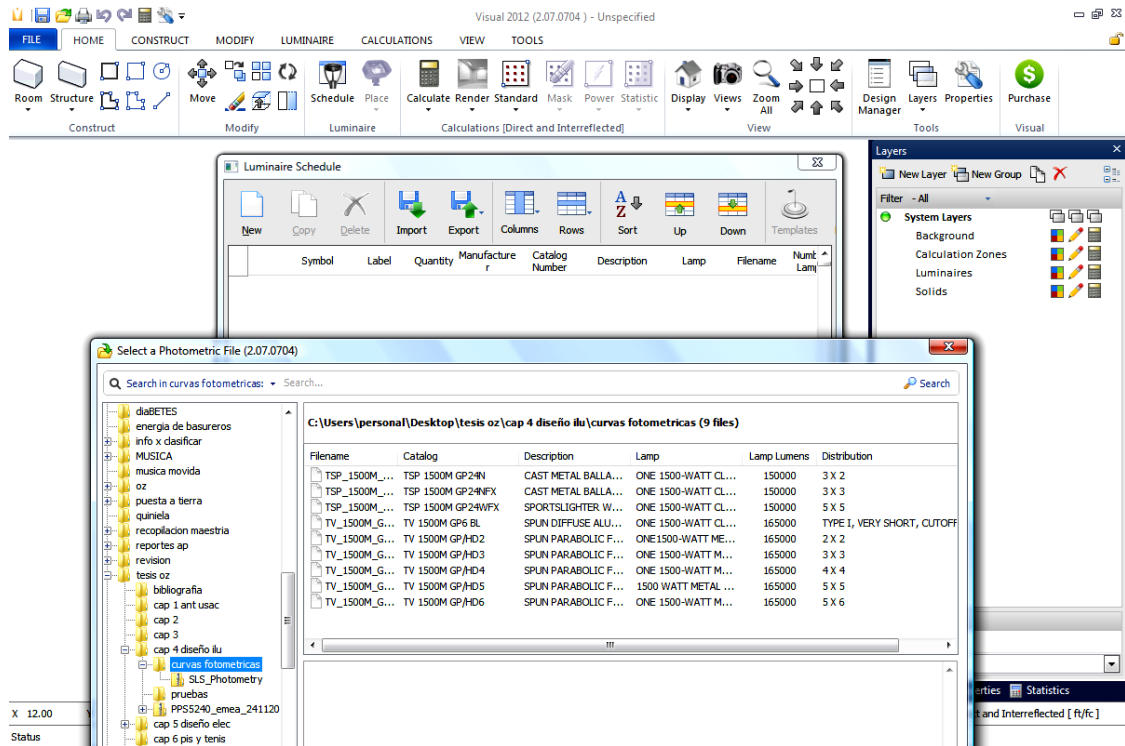 Visual 2012 (2.07.0704 ) - Unspecified
FILE HOME CONSTRUCT MODIFY LUMINAIRE CALCULATIONS VIEW TOOLS
Room Structure Move Schedule Place Calculate Render Standard Mask Power Statistic Display Views Zoom All Design Manager Layers Properties Purchase
Construct Modify Luminaire Calculations [Direct and Interreflected] View Tools Visual
Luminaire Schedule
New Copy Delete Import Export Columns Rows Sort Up Down Templates
Symbol Label Quantity Manufacture r Catalog Number Description Lamp Filename Numb Lamp
Layers
New Layer New Group
Filter - All
System Layers
Background
Calculation Zones
Luminaires
Solids
Select a Photometric File (2.07.0704)
Search in curvas fotometricas: Search... Search
diaBETES
energia de basureros
info x clasificar
MUSICA
musica movida
oz
puesta a tierra
quiniela
recopilacion maestria
reportes ap
revision
tesis oz
bibliografia
cap 1 ant usac
cap 2
cap 3
cap 4 diseño ilu
curvas fotometricas
SLS_Photometry
pruebas
PPS5240_emea_241120
cap 5 diseño elec
cap 6 pis y tenis
C:\Users\personal\Desktop\tesis oz\cap 4 diseño ilu\curvas fotometricas (9 files)
Filename Catalog Description Lamp Lamp Lumens Distribution
TSP_1500M_... TSP 1500M GP24N CAST METAL BALLA... ONE 1500-WATT CL... 150000 3 X 2
TSP_1500M_... TSP 1500M GP24NFX CAST METAL BALLA... ONE 1500-WATT CL... 150000 3 X 3
TSP_1500M_... TSP 1500M GP24WFX SPORTSLIGHTER W... ONE 1500-WATT CL... 150000 5 X 5
TV_1500M_G... TV 1500M GP6 BL SPUN DIFFUSE ALU... ONE 1500-WATT CL... 165000 TYPE I, VERY SHORT, CUTOFF
TV_1500M_G... TV 1500M GP/HD2 SPUN PARABOLIC F... ONE1500-WATT ME... 165000 2 X 2
TV_1500M_G... TV 1500M GP/HD3 SPUN PARABOLIC F... ONE 1500-WATT M... 165000 3 X 3
TV_1500M_G... TV 1500M GP/HD4 SPUN PARABOLIC F... ONE 1500-WATT M... 165000 4 X 4
TV_1500M_G... TV 1500M GP/HD5 SPUN PARABOLIC F... 1500 WATT METAL ... 165000 5 X 5
TV_1500M_G... TV 1500M GP/HD6 SPUN PARABOLIC F... ONE 1500-WATT M... 165000 5 X 6
erties Statistics
X 12.00 t and Interreflected [ ft/fc ]
Status